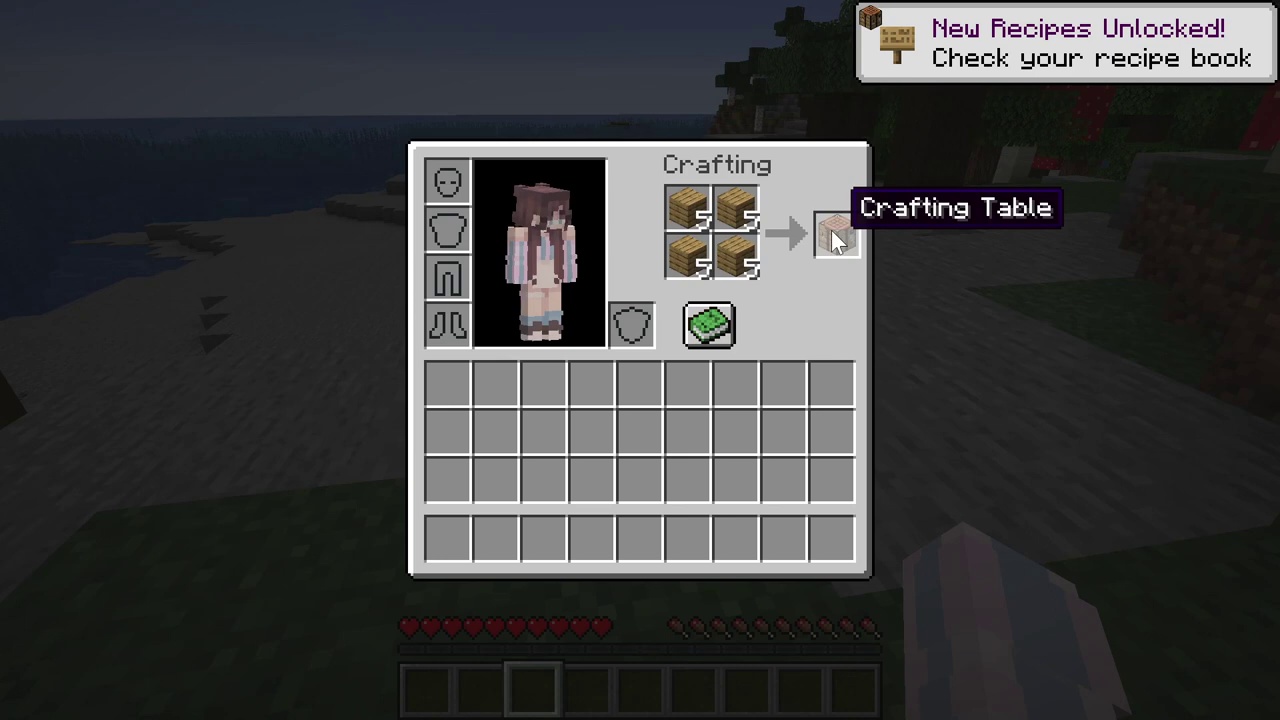 New Recipes Unlocked!
Check your recipe book
Crafting
5 5
Crafting Table
5 5